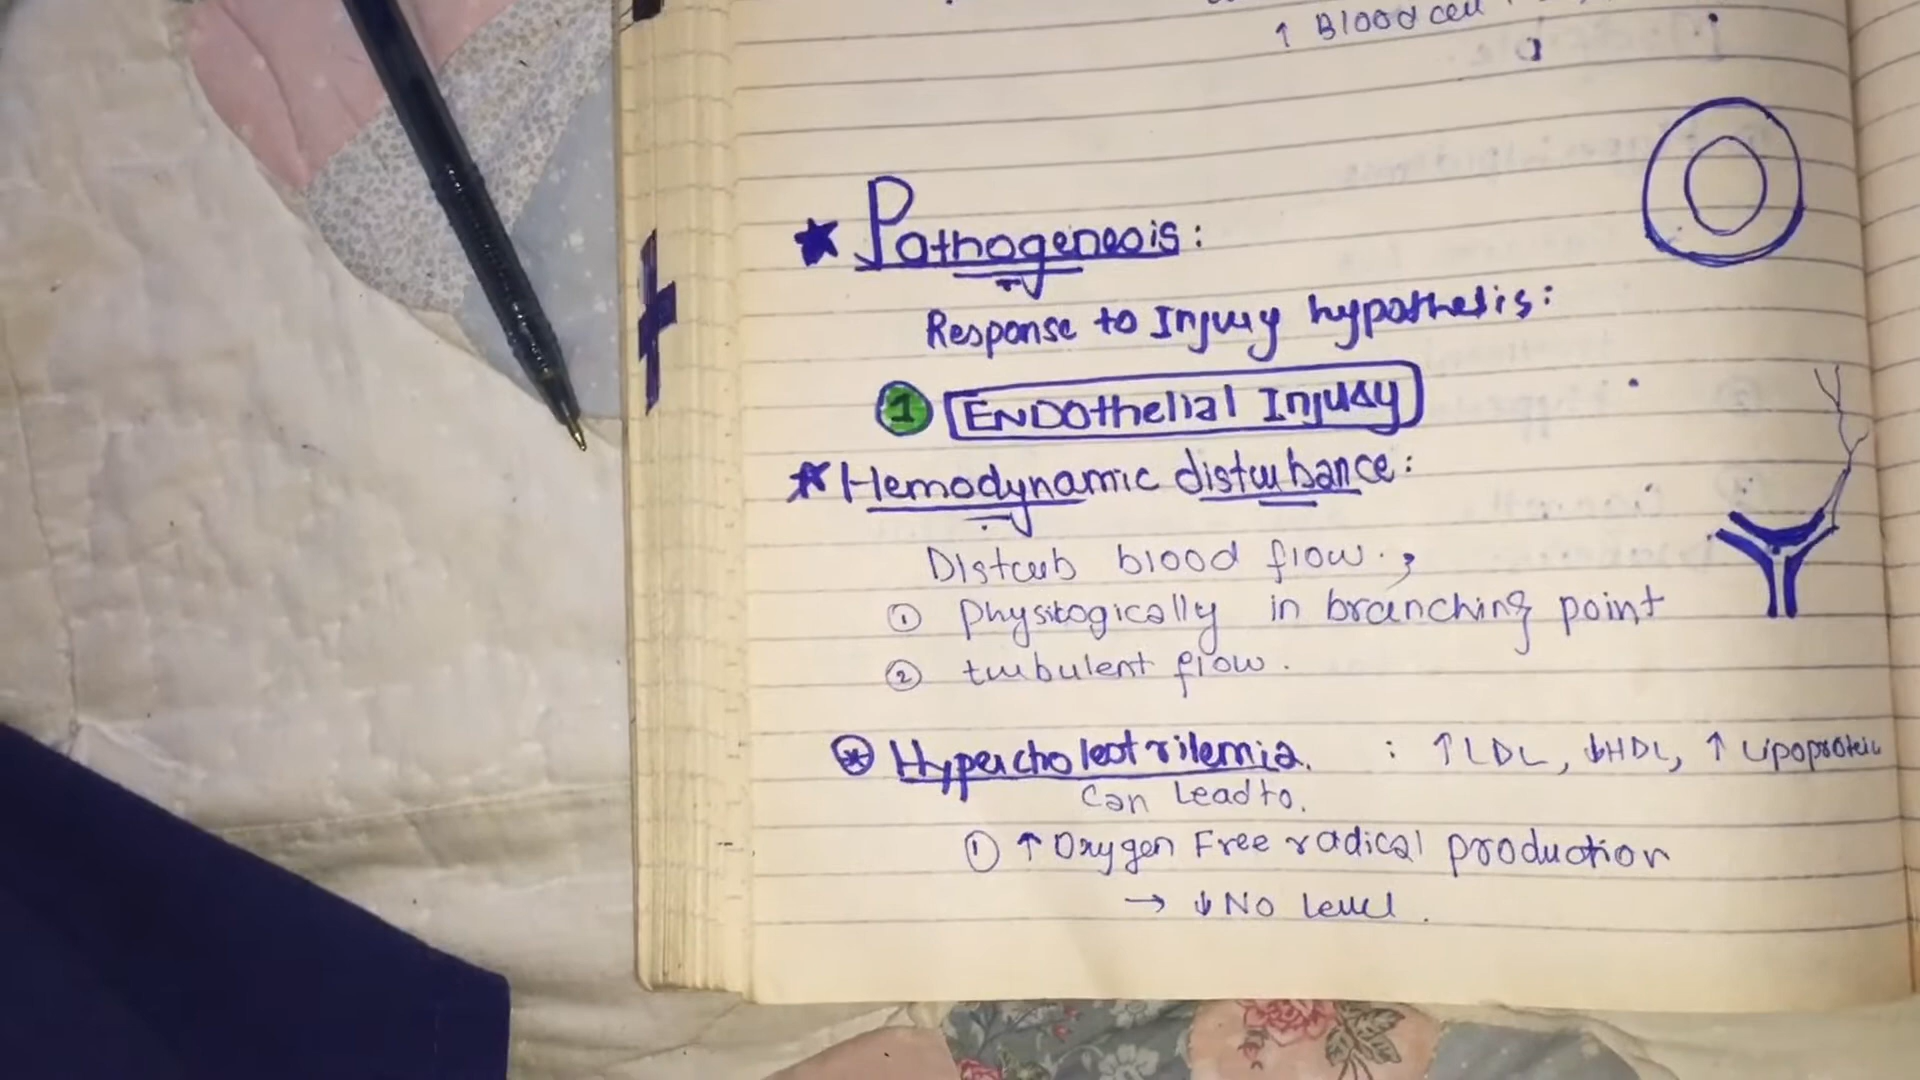 ↑ Blood cell
★ Pathogenesis:
Response to Injury hypothesis:
1 ENDOthelial Injury
★ Hemodynamic disturbance:
Disturb blood flow. ;
① physiologically in branching point
② turbulent flow.
⊛ Hypercholestrilemia. : ↑ LDL, ↓HDL, ↑ Lipoprotein
can Lead to.
① ↑ Oxygen Free radical production
→ ↓ NO level.